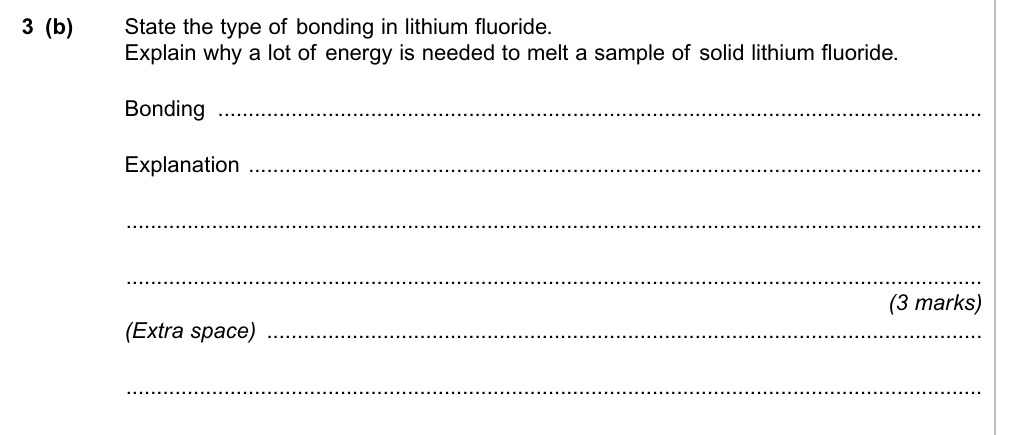 3 (b) State the type of bonding in lithium fluoride.
Explain why a lot of energy is needed to melt a sample of solid lithium fluoride.
Bonding ................................................................................................................................
Explanation ...........................................................................................................................
................................................................................................................................................
................................................................................................................................................
(3 marks)
(Extra space) ........................................................................................................................
................................................................................................................................................